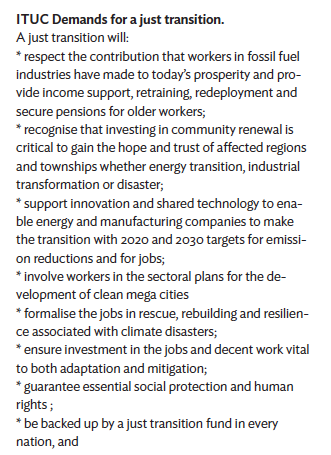 ITUC Demands for a just transition.
A just transition will:
* respect the contribution that workers in fossil fuel
industries have made to today's prosperity and pro-
vide income support, retraining, redeployment and
secure pensions for older workers;
* recognise that investing in community renewal is
critical to gain the hope and trust of affected regions
and townships whether energy transition, industrial
transformation or disaster;
* support innovation and shared technology to ena-
ble energy and manufacturing companies to make
the transition with 2020 and 2030 targets for emissi-
on reductions and for jobs;
* involve workers in the sectoral plans for the de-
velopment of clean mega cities
* formalise the jobs in rescue, rebuilding and resilien-
ce associated with climate disasters;
* ensure investment in the jobs and decent work vital
to both adaptation and mitigation;
* guarantee essential social protection and human
rights ;
* be backed up by a just transition fund in every
nation, and